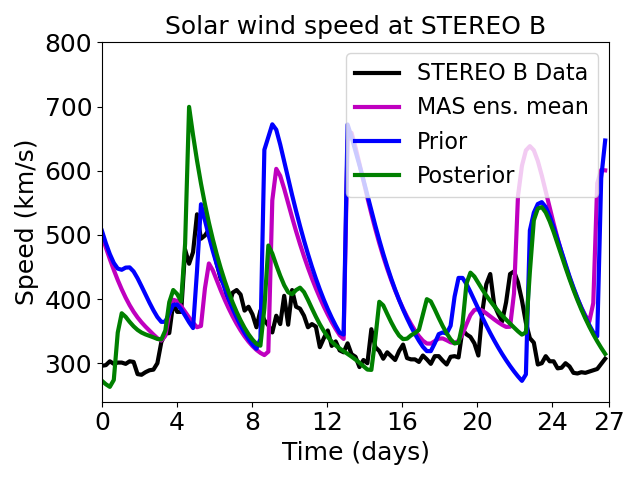 Solar wind speed at STEREO B
Speed (km/s)
800
700
600
500
400
300
STEREO B Data
MAS ens. mean
Prior
Posterior
0 4 8 12 16 20 24 27
Time (days)